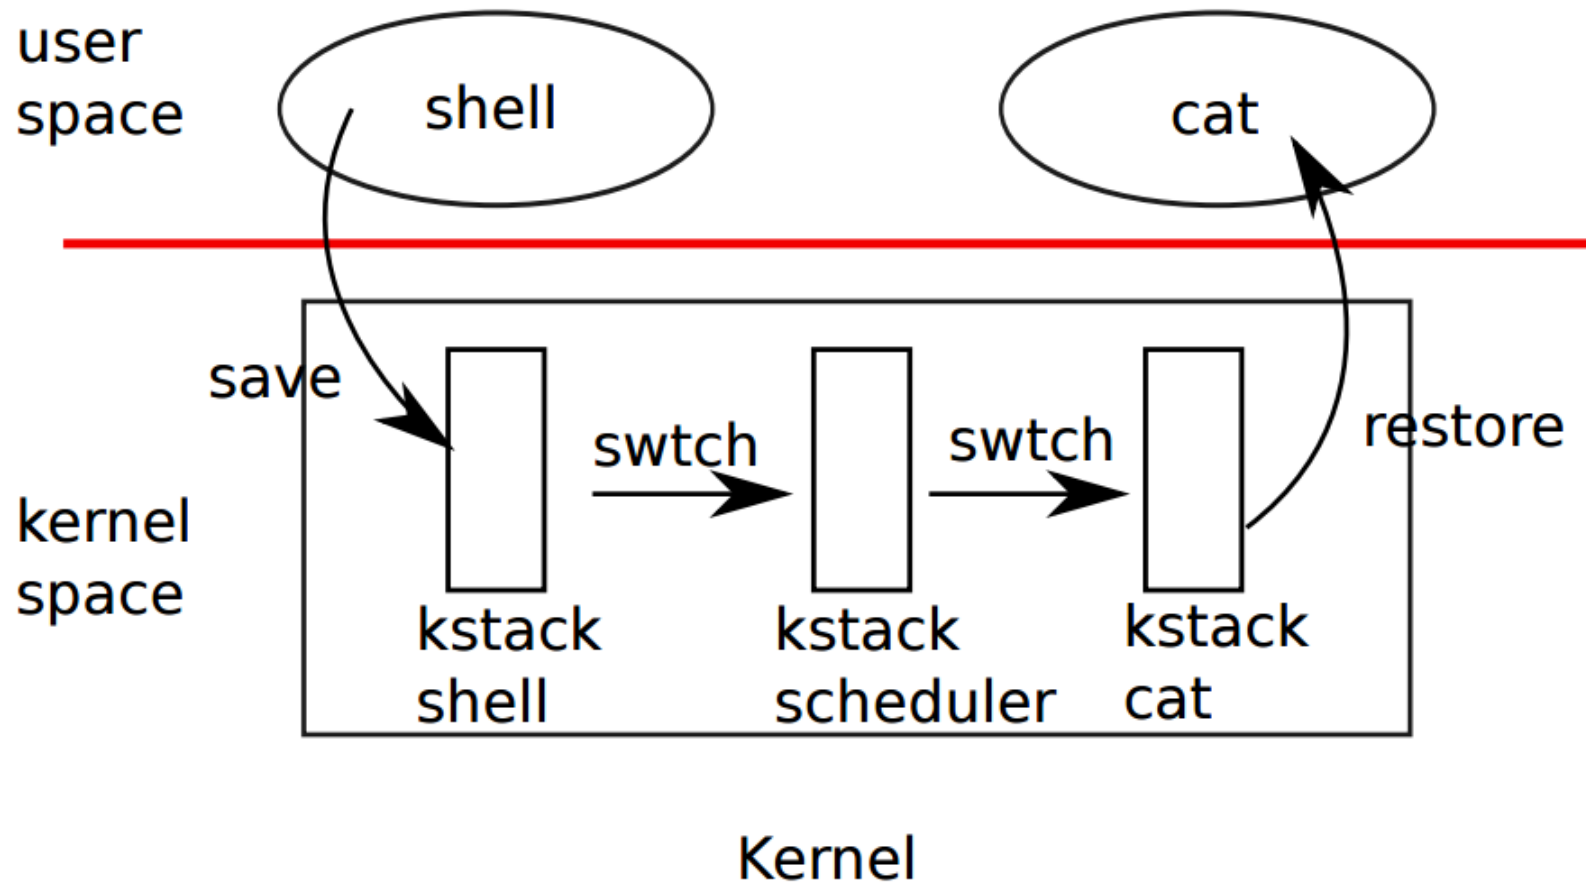 user
space
shell
cat
save
swtch
swtch
restore
kernel
space
kstack
shell
kstack
scheduler
kstack
cat
Kernel